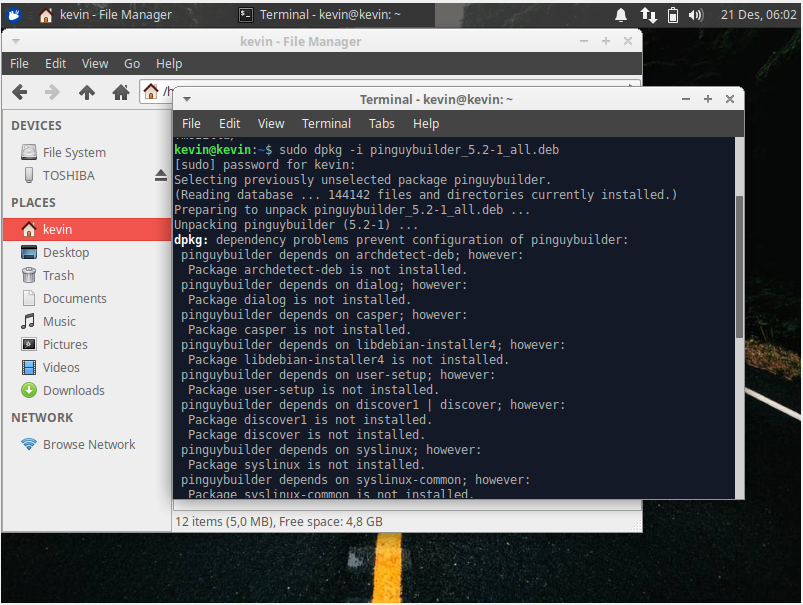 kevin - File Manager
Terminal - kevin@kevin: ~
21 Des, 06:02
kevin - File Manager
File Edit View Go Help
Terminal - kevin@kevin: ~
File Edit View Terminal Tabs Help
DEVICES
File System
TOSHIBA
PLACES
kevin
Desktop
Trash
Documents
Music
Pictures
Videos
Downloads
NETWORK
Browse Network
kevin@kevin:~$ sudo dpkg -i pinguybuilder_5.2-1_all.deb
[sudo] password for kevin:
Selecting previously unselected package pinguybuilder.
(Reading database ... 144142 files and directories currently installed.)
Preparing to unpack pinguybuilder_5.2-1_all.deb ...
Unpacking pinguybuilder (5.2-1) ...
dpkg: dependency problems prevent configuration of pinguybuilder:
pinguybuilder depends on archdetect-deb; however:
Package archdetect-deb is not installed.
pinguybuilder depends on dialog; however:
Package dialog is not installed.
pinguybuilder depends on casper; however:
Package casper is not installed.
pinguybuilder depends on libdebian-installer4; however:
Package libdebian-installer4 is not installed.
pinguybuilder depends on user-setup; however:
Package user-setup is not installed.
pinguybuilder depends on discover1 | discover; however:
Package discover1 is not installed.
Package discover is not installed.
pinguybuilder depends on syslinux; however:
Package syslinux is not installed.
pinguybuilder depends on syslinux-common; however:
Package syslinux-common is not installed.
12 items (5,0 MB), Free space: 4,8 GB